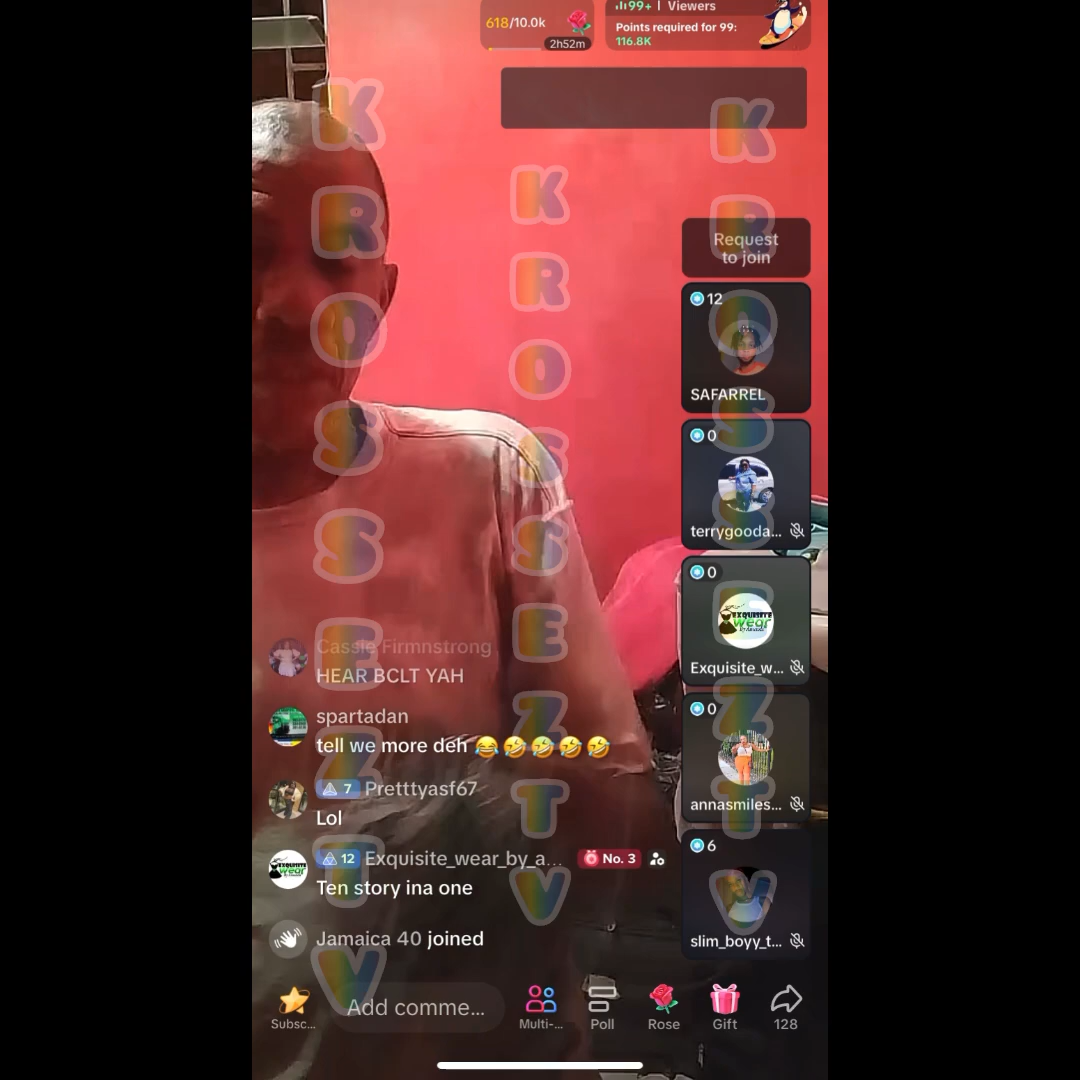 618/10.0k
2h52m
99+ | Viewers
Points required for 99:
116.8K
Request
to join
12
SAFARREL
0
terrygooda...
0
EXQUISITE
wear
Exquisite_w...
0
annasmiles...
6
slim_boyy_t...
Cassie Firmnstrong
HEAR BCLT YAH
spartadan
tell we more deh 😂🤣🤣🤣🤣
7 Pretttyasf67
Lol
12 Exquisite_wear_by_a... No. 3
Ten story ina one
Jamaica 40 joined
Subsc...
Add comme...
Multi-...
Poll
Rose
Gift
128
KROSSEZTV
KROSSEZTV
KROSSEZTV